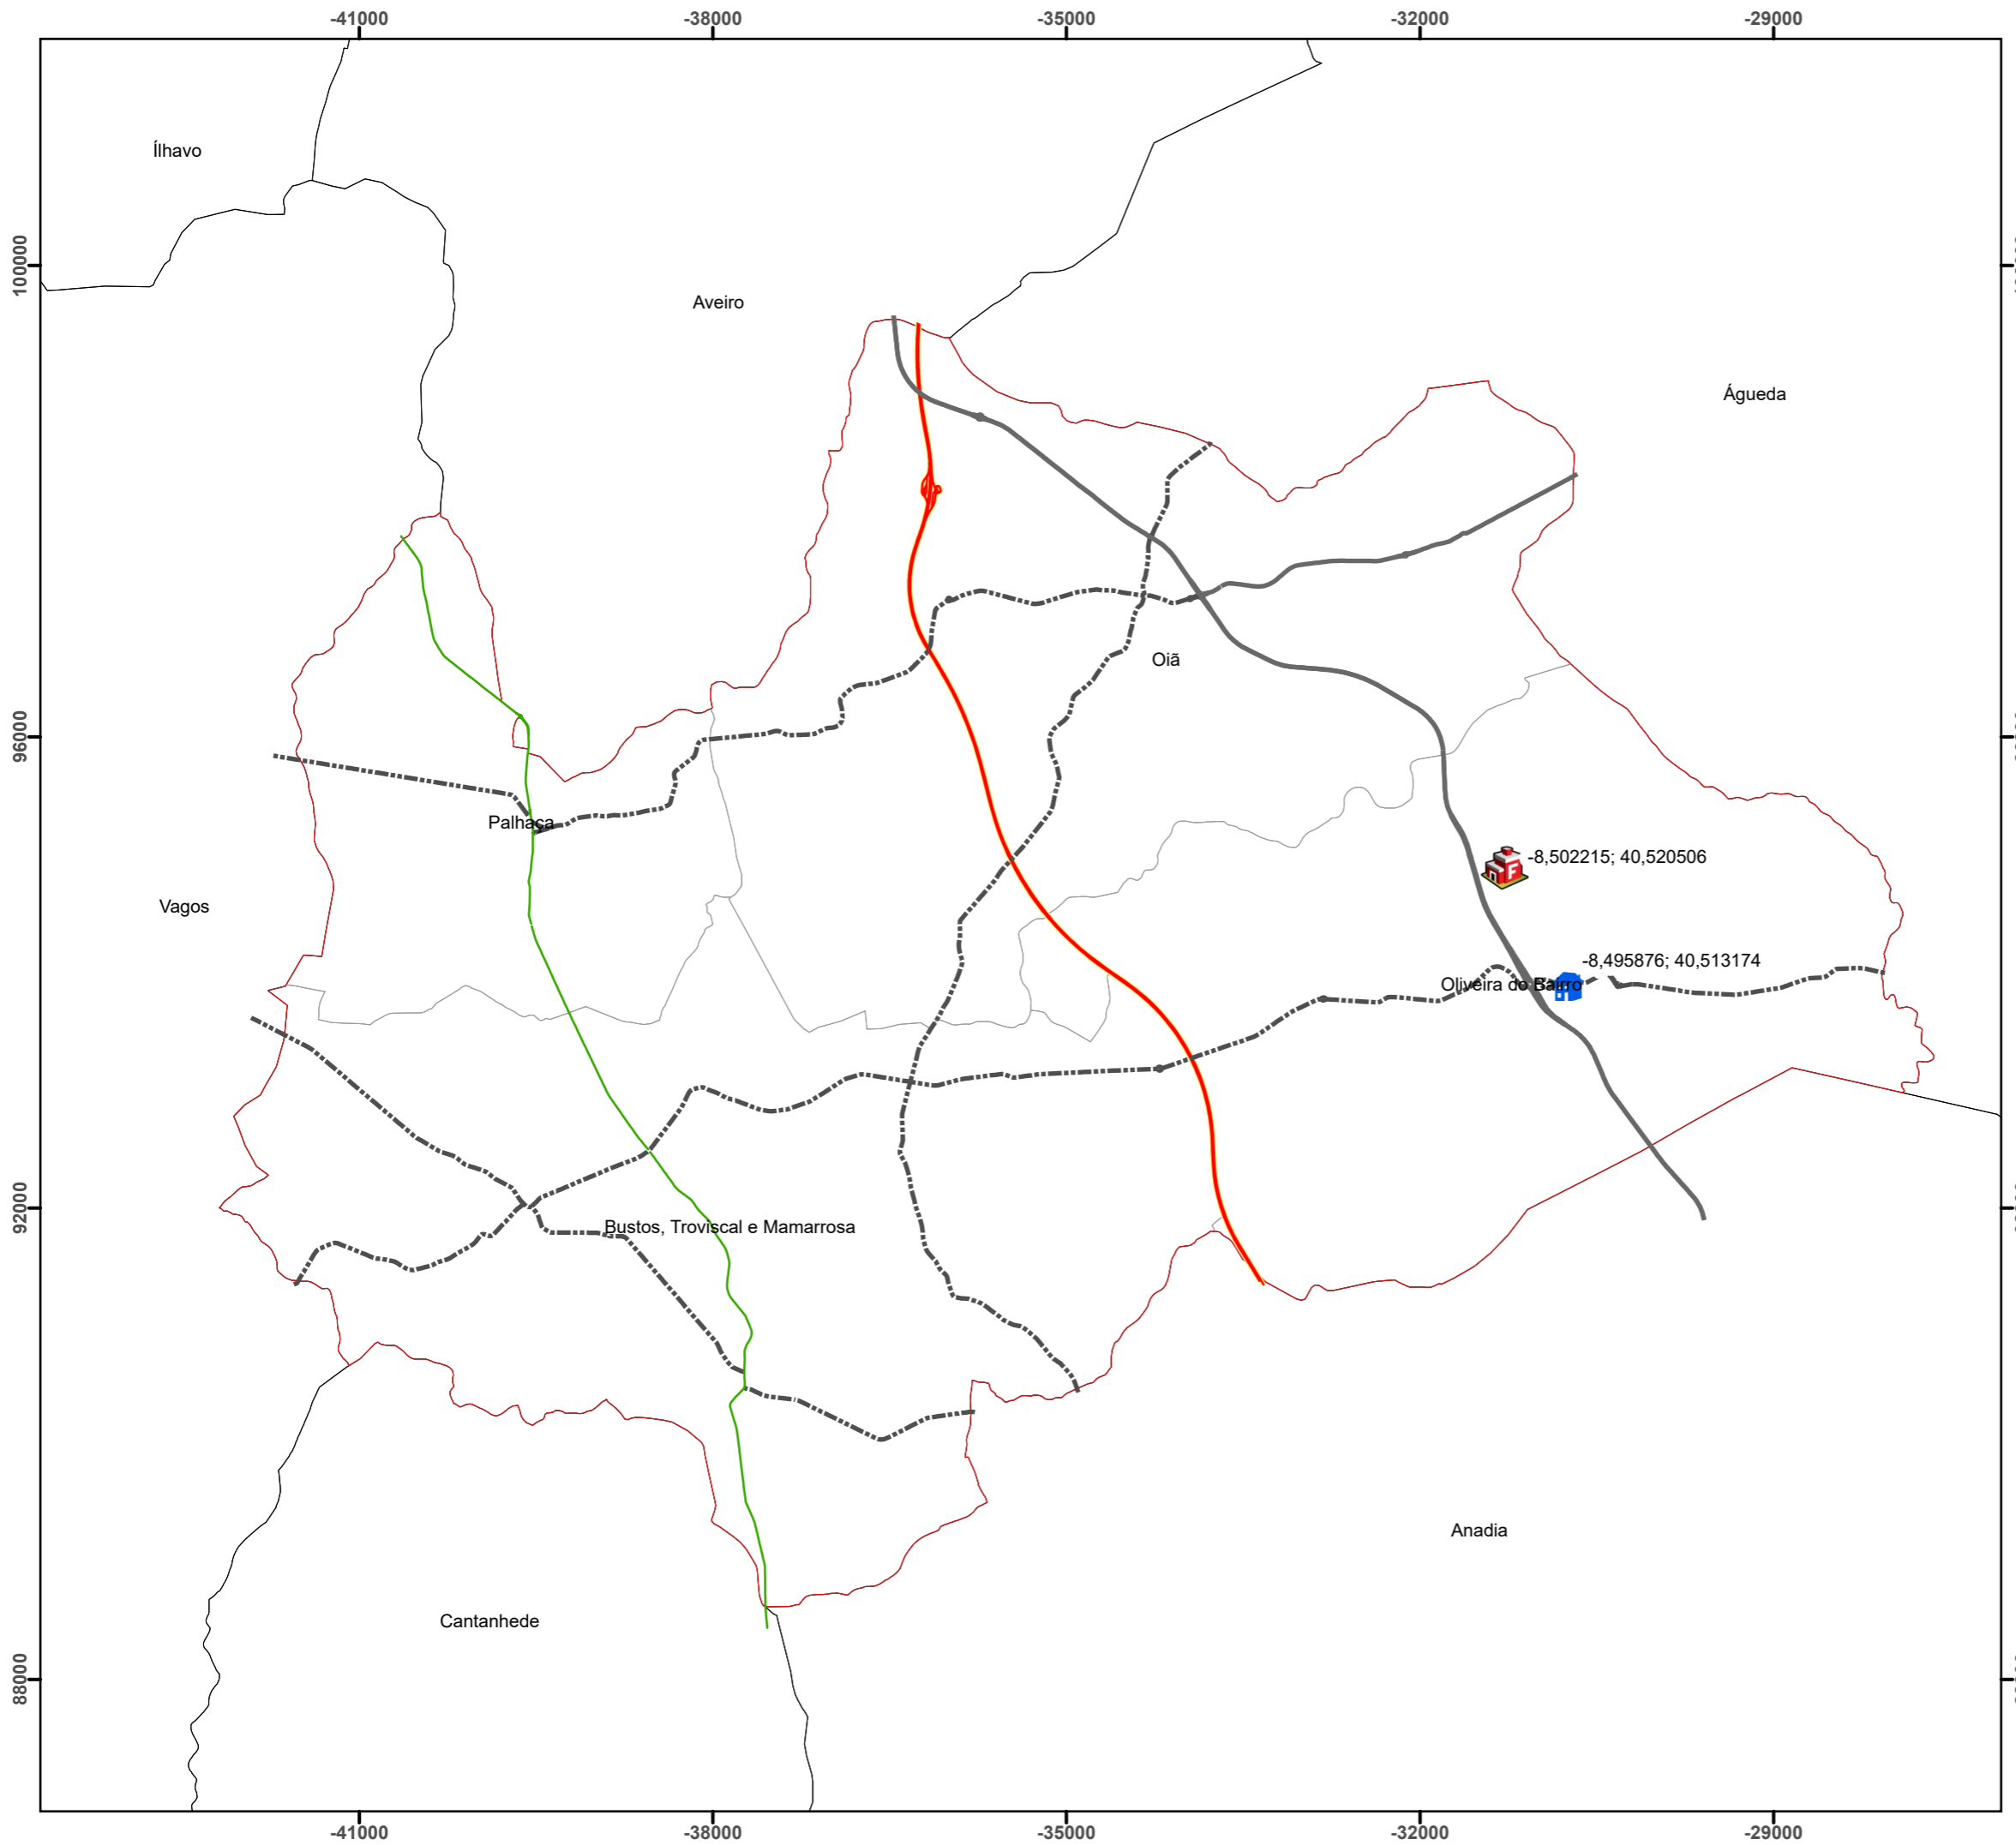 -41000
-38000
-35000
-32000
-29000
Ílhavo
100000
Aveiro
Águeda
Oiã
96000
Palhaça
-8,502215; 40,520506
F
Vagos
-8,495876; 40,513174
Oliveira do Bairro
92000
Bustos, Troviscal e Mamarrosa
Anadia
Cantanhede
88000
-41000
-38000
-35000
-32000
-29000